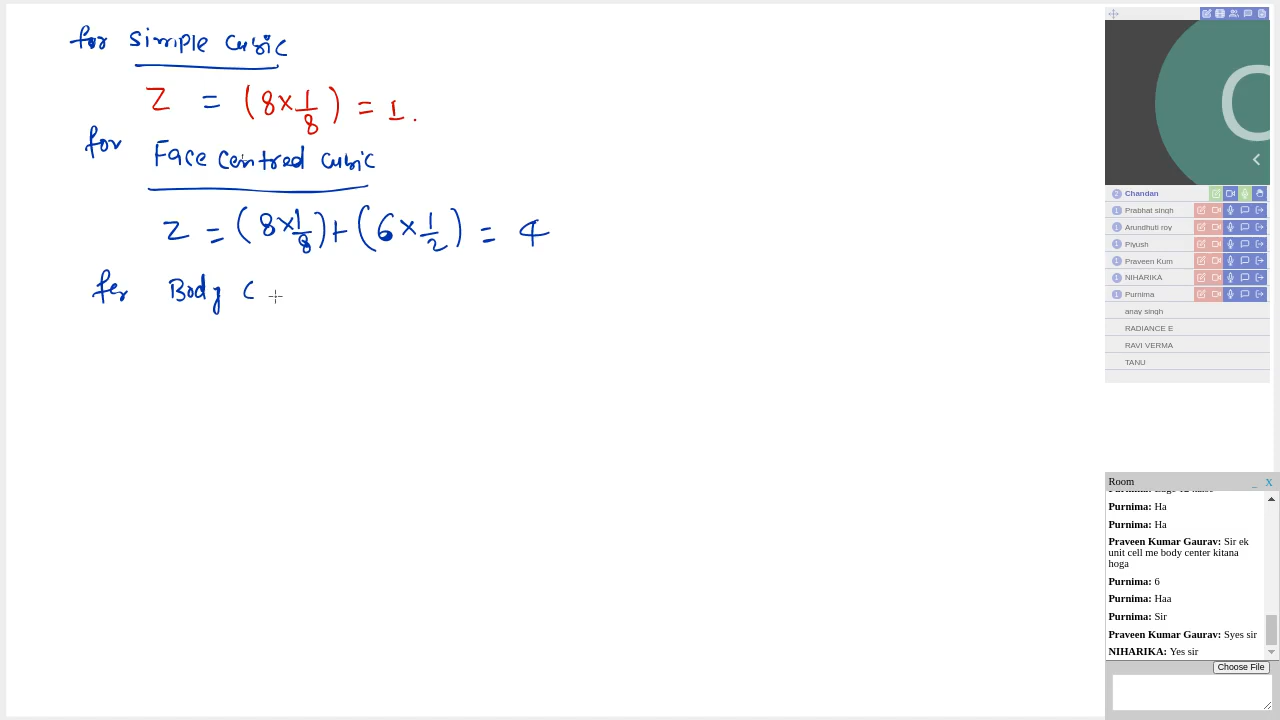 for simple cubic
Z = (8×1/8) = 1.
for
Face centred cubic
Z = (8×1/8)+(6×1/2) = 4
for Body C
Chandan
Prabhat singh
Arundhuti roy
Piyush
Praveen Kum
NIHARIKA
Purnima
anay singh
RADIANCE E
RAVI VERMA
TANU
Room _ X
Purnima:
Purnima: Ha
Purnima: Ha
Praveen Kumar Gaurav: Sir ek
unit cell me body center kitana
hoga
Purnima: 6
Purnima: Haa
Purnima: Sir
Praveen Kumar Gaurav: Syes sir
NIHARIKA: Yes sir
Choose File